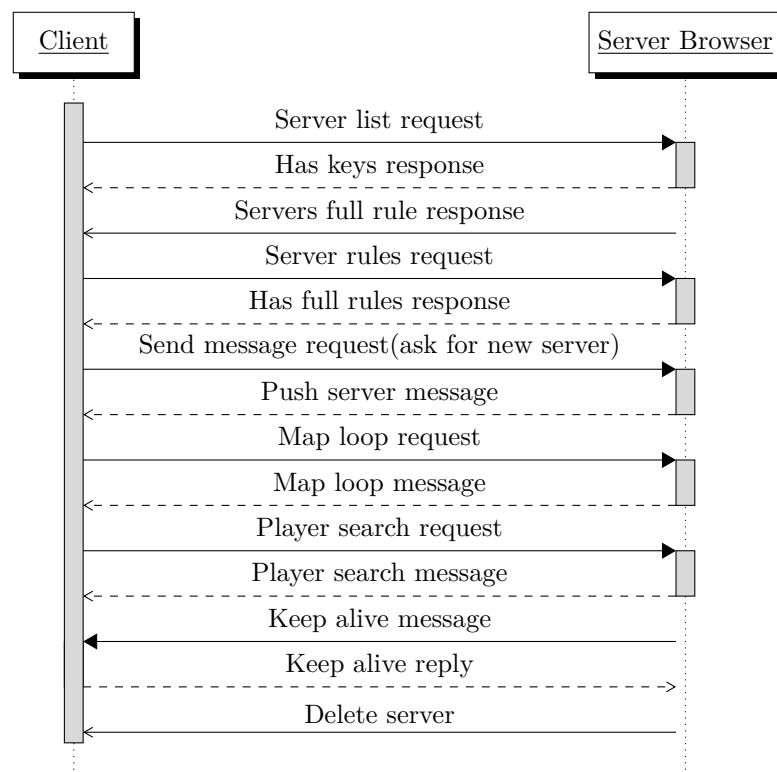 Client
Server Browser
Server list request
Has keys response
Servers full rule response
Server rules request
Has full rules response
Send message request(ask for new server)
Push server message
Map loop request
Map loop message
Player search request
Player search message
Keep alive message
Keep alive reply
Delete server